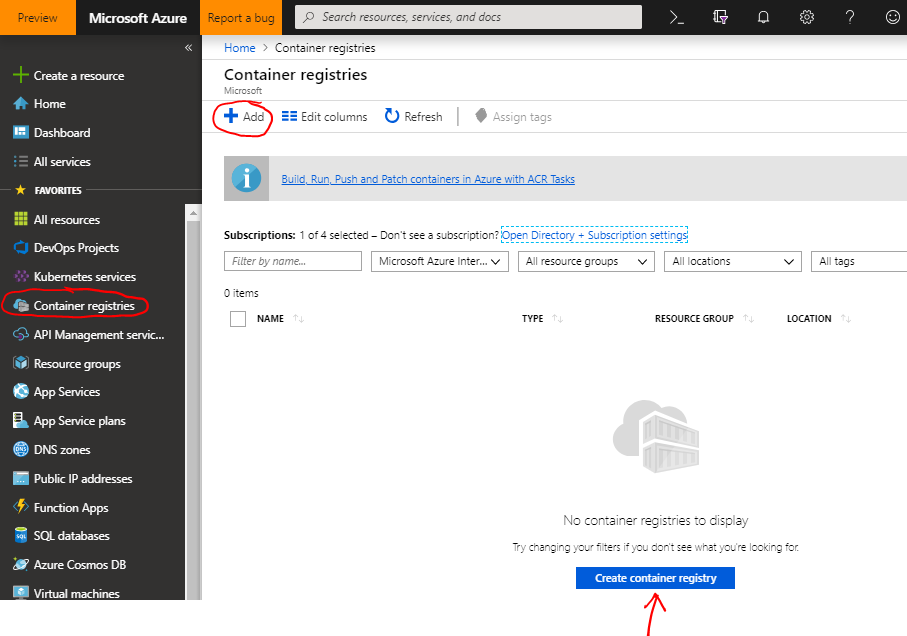 Preview Microsoft Azure Report a bug Search resources, services, and docs
«
Create a resource
Home
Dashboard
All services
FAVORITES
All resources
DevOps Projects
Kubernetes services
Container registries
API Management servic...
Resource groups
App Services
App Service plans
DNS zones
Public IP addresses
Function Apps
SQL databases
Azure Cosmos DB
Virtual machines
Home > Container registries
Container registries
Microsoft
Add Edit columns Refresh Assign tags
Build, Run, Push and Patch containers in Azure with ACR Tasks
Subscriptions: 1 of 4 selected – Don't see a subscription? Open Directory + Subscription settings
Filter by name... Microsoft Azure Inter... All resource groups All locations All tags
0 items
NAME TYPE RESOURCE GROUP LOCATION
No container registries to display
Try changing your filters if you don't see what you're looking for.
Create container registry